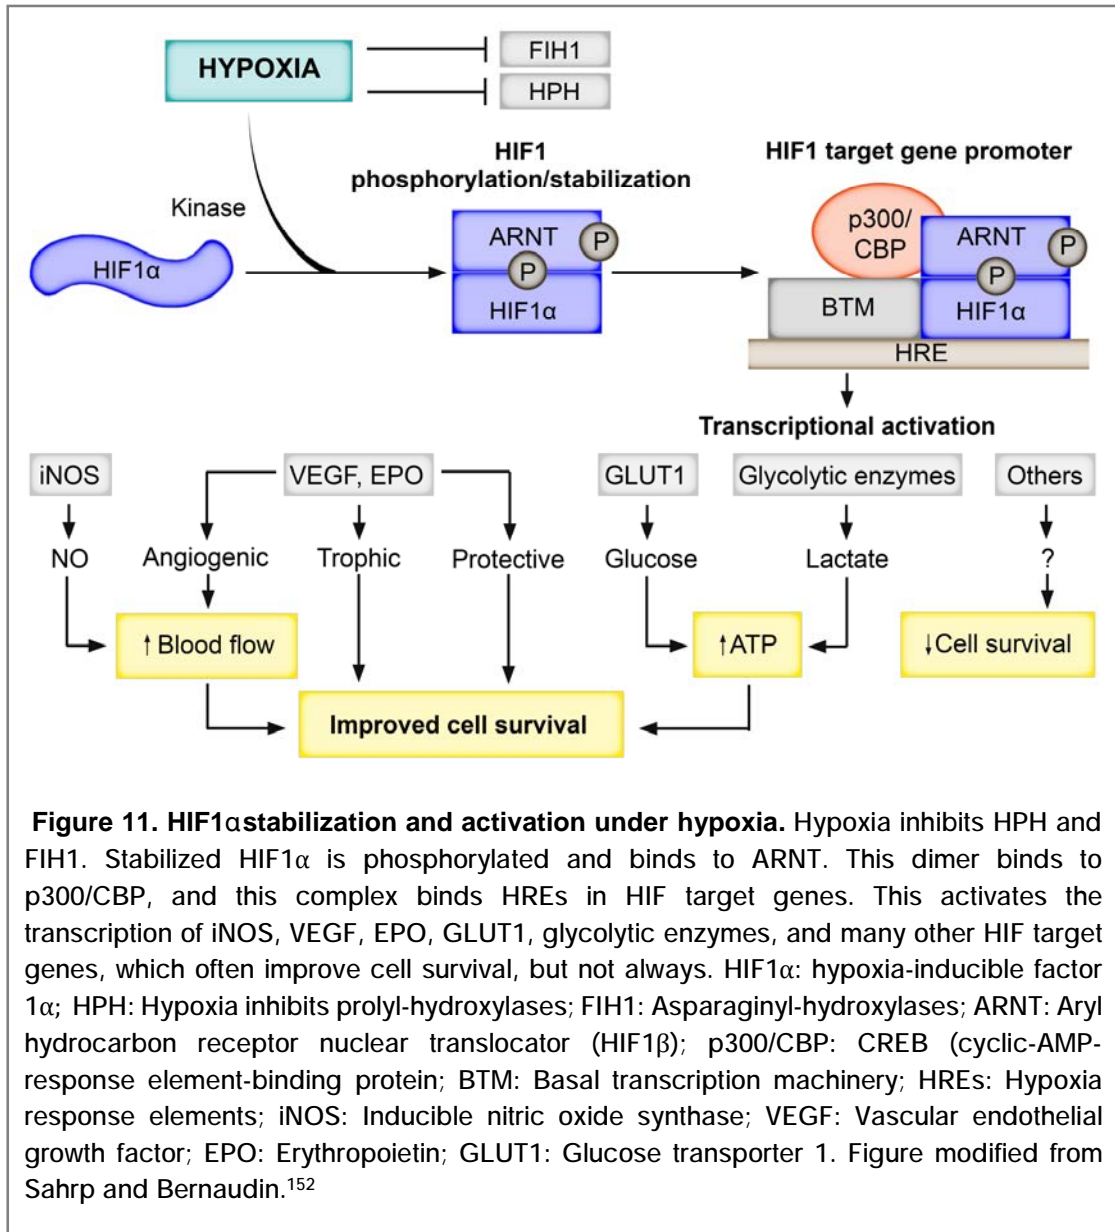 HYPOXIA
FIH1
HPH
HIF1
phosphorylation/stabilization
HIF1 target gene promoter
Kinase
HIF1α
ARNT
P
P
HIF1α
p300/
CBP
ARNT
P
P
BTM
HIF1α
HRE
Transcriptional activation
iNOS
VEGF, EPO
GLUT1
Glycolytic enzymes
Others
NO
Angiogenic
Trophic
Protective
Glucose
Lactate
?
↑ Blood flow
↑ATP
↓Cell survival
Improved cell survival
Figure 11. HIF1αstabilization and activation under hypoxia. Hypoxia inhibits HPH and
FIH1. Stabilized HIF1α is phosphorylated and binds to ARNT. This dimer binds to
p300/CBP, and this complex binds HREs in HIF target genes. This activates the
transcription of iNOS, VEGF, EPO, GLUT1, glycolytic enzymes, and many other HIF target
genes, which often improve cell survival, but not always. HIF1α: hypoxia-inducible factor
1α; HPH: Hypoxia inhibits prolyl-hydroxylases; FIH1: Asparaginyl-hydroxylases; ARNT: Aryl
hydrocarbon receptor nuclear translocator (HIF1β); p300/CBP: CREB (cyclic-AMP-
response element-binding protein; BTM: Basal transcription machinery; HREs: Hypoxia
response elements; iNOS: Inducible nitric oxide synthase; VEGF: Vascular endothelial
growth factor; EPO: Erythropoietin; GLUT1: Glucose transporter 1. Figure modified from
Sahrp and Bernaudin.152